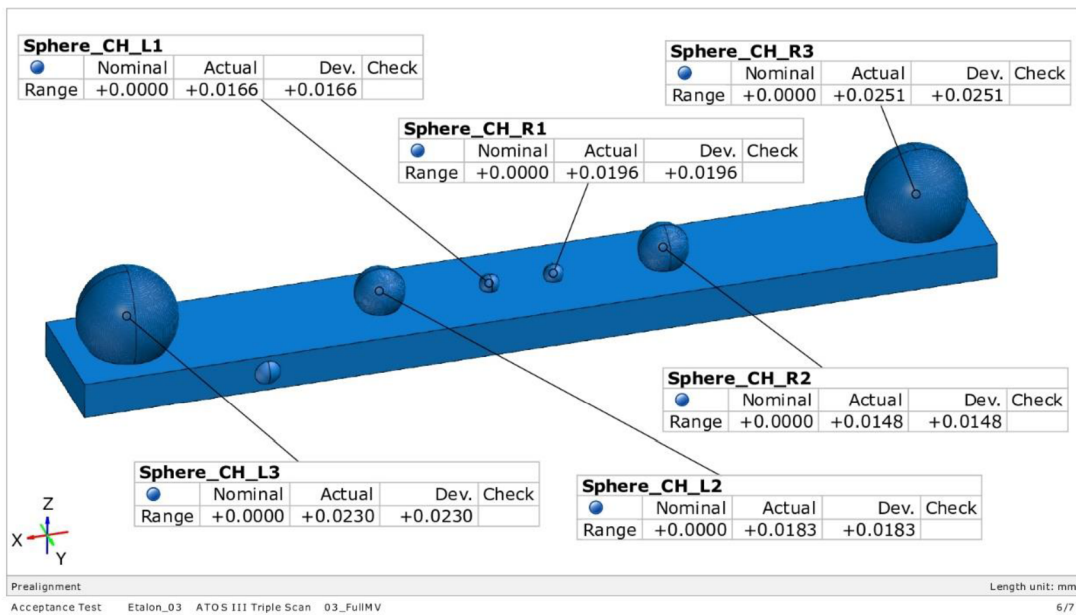 Sphere_CH_L1
Nominal Actual Dev. Check
Range +0.0000 +0.0166 +0.0166
Sphere_CH_R3
Nominal Actual Dev. Check
Range +0.0000 +0.0251 +0.0251
Sphere_CH_R1
Nominal Actual Dev. Check
Range +0.0000 +0.0196 +0.0196
Sphere_CH_R2
Nominal Actual Dev. Check
Range +0.0000 +0.0148 +0.0148
Sphere_CH_L3
Nominal Actual Dev. Check
Range +0.0000 +0.0230 +0.0230
Sphere_CH_L2
Nominal Actual Dev. Check
Range +0.0000 +0.0183 +0.0183
Z
X
Y
Prealignment Length unit: mm
Acceptance Test Etalon_03 ATOS III Triple Scan 03_FullMV 6/7